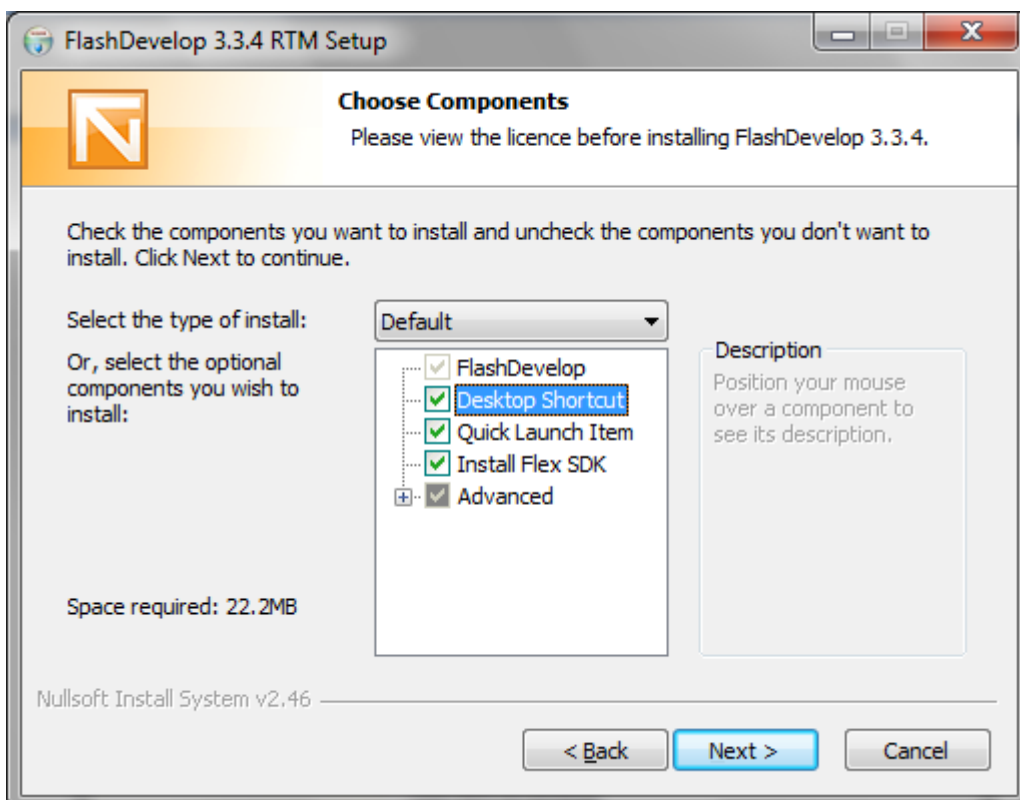 FlashDevelop 3.3.4 RTM Setup
Choose Components
Please view the licence before installing FlashDevelop 3.3.4.
Check the components you want to install and uncheck the components you don't want to
install. Click Next to continue.
Select the type of install:
Default
Or, select the optional
components you wish to
install:
FlashDevelop
Desktop Shortcut
Quick Launch Item
Install Flex SDK
Advanced
Description
Position your mouse
over a component to
see its description.
Space required: 22.2MB
Nullsoft Install System v2.46
< Back
Next >
Cancel